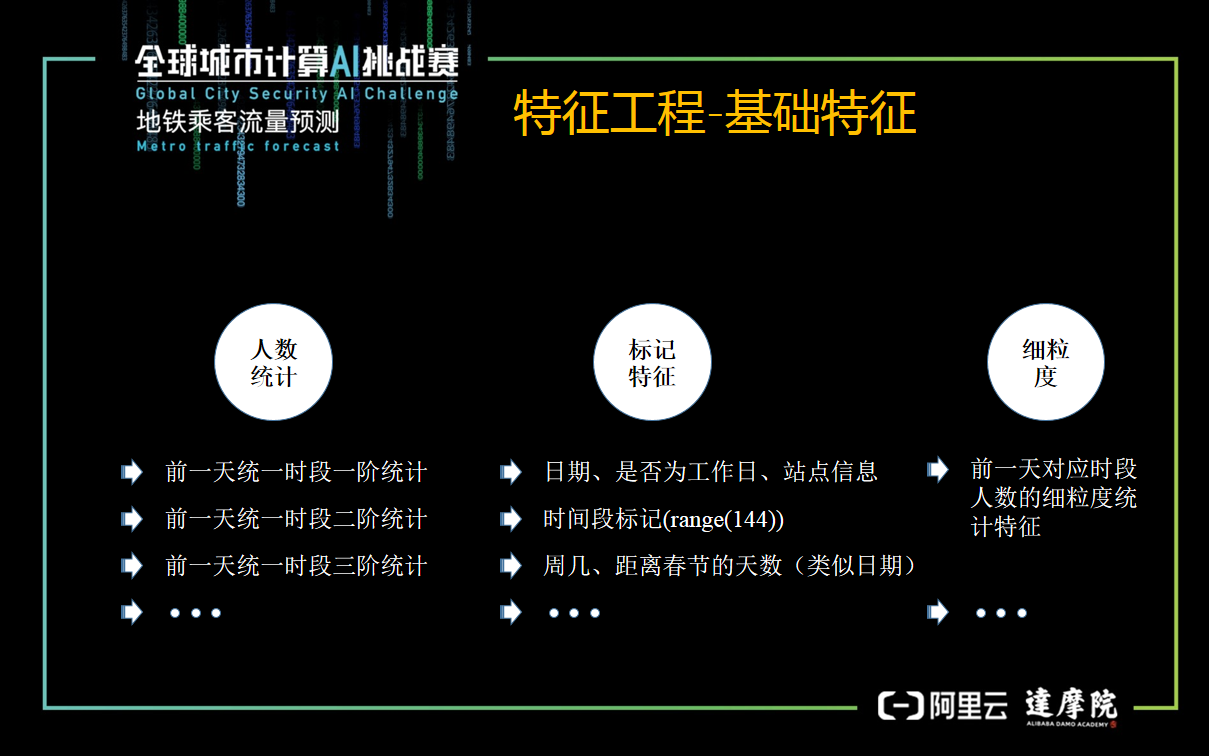 全球城市计算AI挑战赛
Global City Security AI Challenge
地铁乘客流量预测
Metro traffic forecast
特征工程-基础特征
人数
统计
前一天统一时段一阶统计
前一天统一时段二阶统计
前一天统一时段三阶统计
标记
特征
日期、是否为工作日、站点信息
时间段标记(range(144))
周几、距离春节的天数（类似日期）
细粒
度
前一天对应时段
人数的细粒度统
计特征
阿里云
達摩院
ALIBABA DAMO ACADEMY